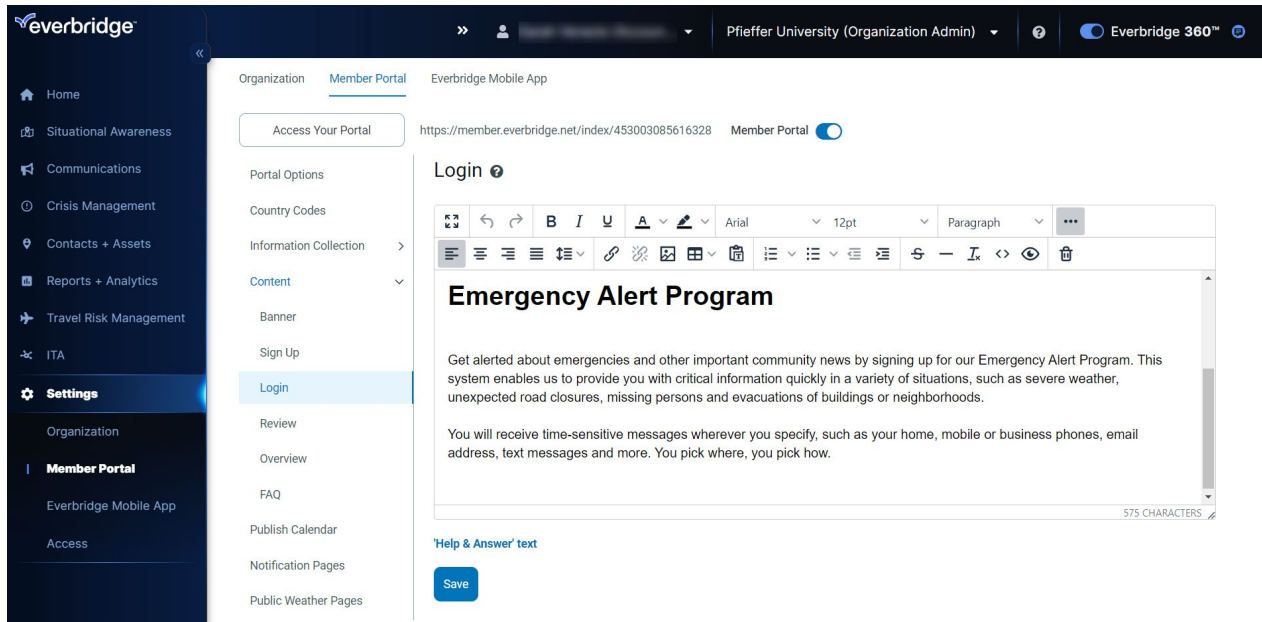 everbridge
Pfieffer University (Organization Admin)
Everbridge 360™
Home
Situational Awareness
Communications
Crisis Management
Contacts + Assets
Reports + Analytics
Travel Risk Management
ITA
Settings
Organization
Member Portal
Everbridge Mobile App
Access
Organization
Member Portal
Everbridge Mobile App
Access Your Portal
https://member.everbridge.net/index/453003085616328
Member Portal
Portal Options
Country Codes
Information Collection
Content
Banner
Sign Up
Login
Review
Overview
FAQ
Publish Calendar
Notification Pages
Public Weather Pages
Login
Arial
12pt
Paragraph
Emergency Alert Program
Get alerted about emergencies and other important community news by signing up for our Emergency Alert Program. This
system enables us to provide you with critical information quickly in a variety of situations, such as severe weather,
unexpected road closures, missing persons and evacuations of buildings or neighborhoods.
You will receive time-sensitive messages wherever you specify, such as your home, mobile or business phones, email
address, text messages and more. You pick where, you pick how.
575 CHARACTERS
'Help & Answer' text
Save